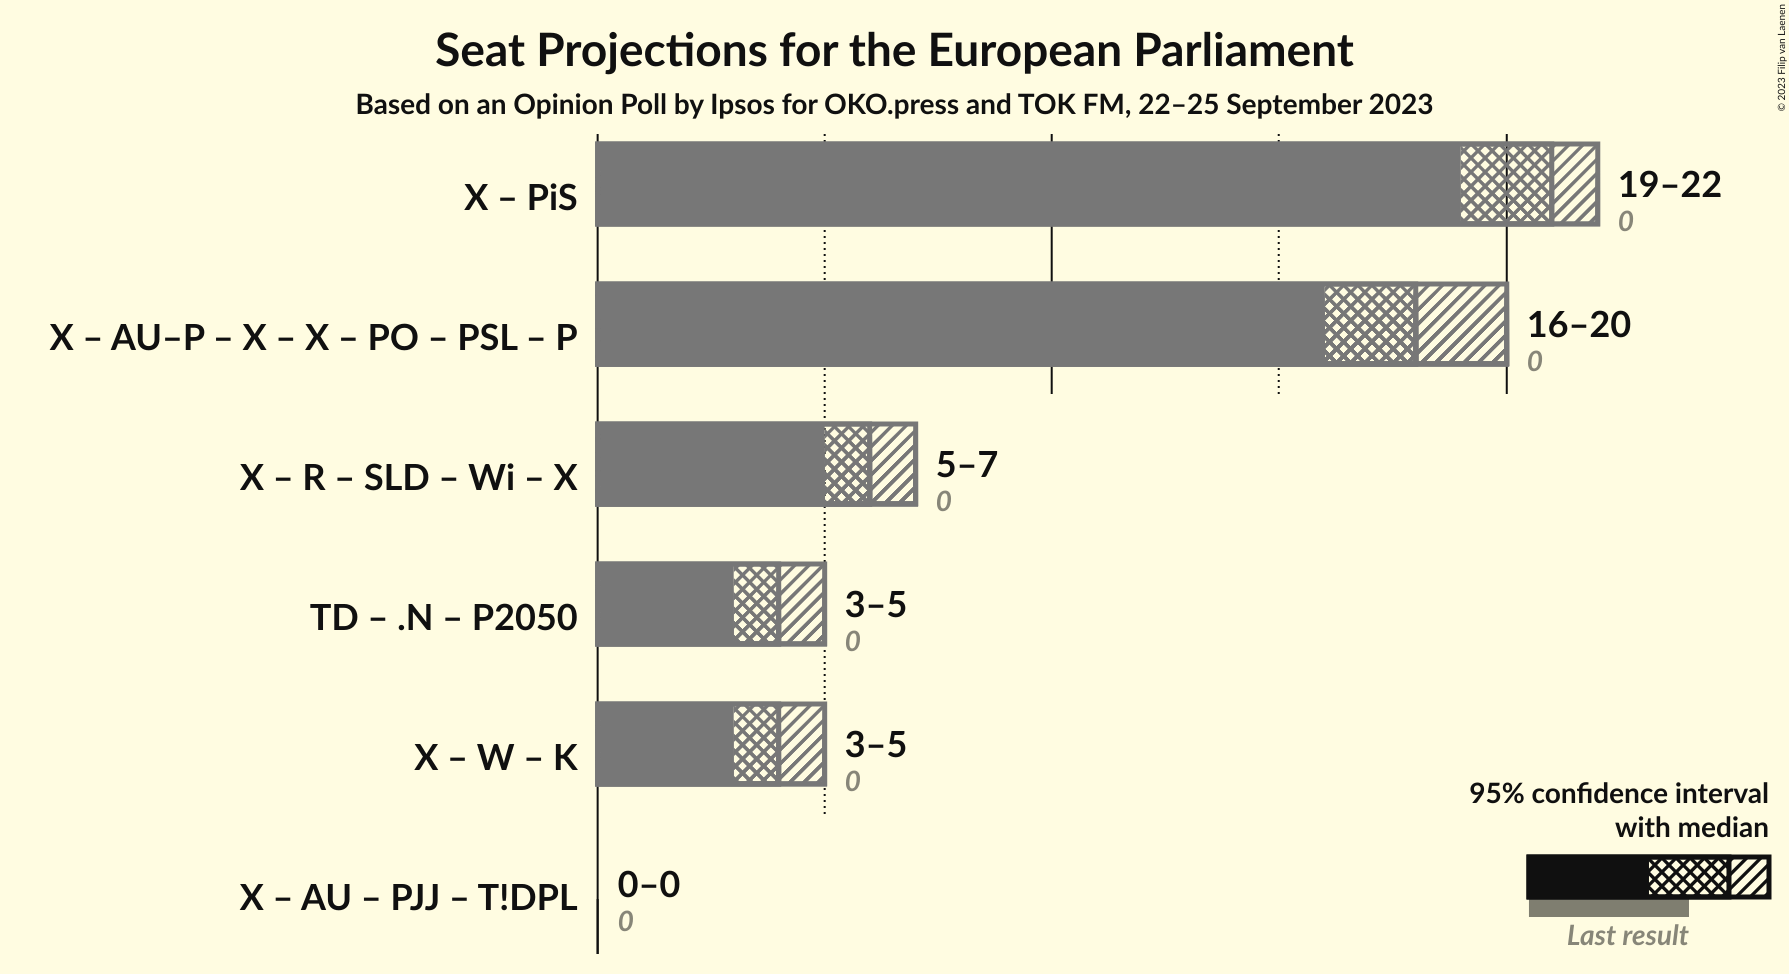 Seat Projections for the European Parliament
Based on an Opinion Poll by Ipsos for OKO.press and TOK FM, 22–25 September 2023
© 2023 Filip van Laenen
X – PiS
19–22
0
X – AU–P – X – X – PO – PSL – P
16–20
0
X – R – SLD – Wi – X
5–7
0
TD – .N – P2050
3–5
0
X – W – K
3–5
0
X – AU – PJJ – T!DPL
0–0
0
95% confidence interval
with median
Last result